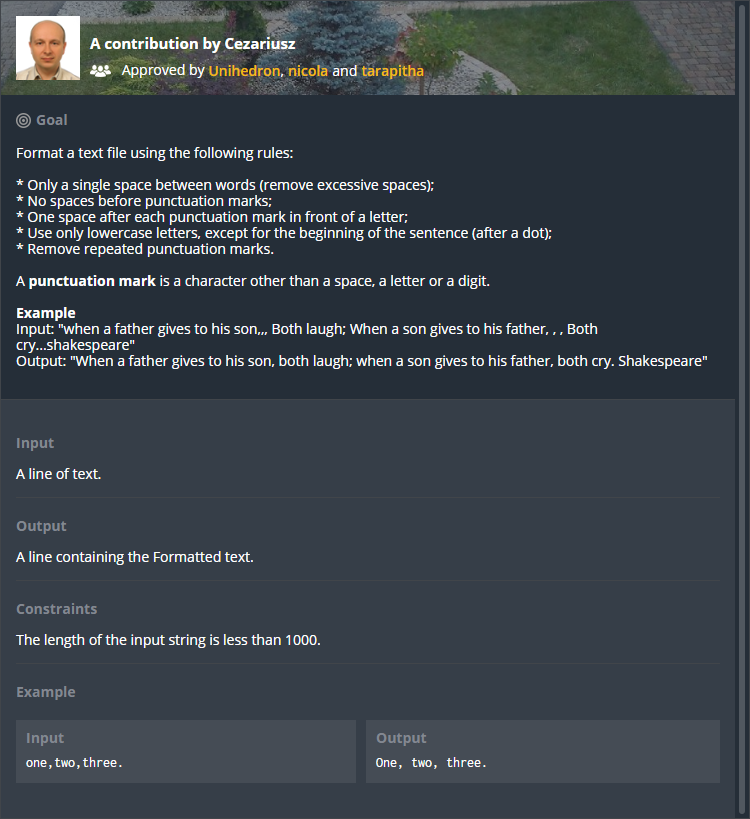 A contribution by Cezariusz
Approved by Unihedron, nicola and tarapitha
Goal
Format a text file using the following rules:
* Only a single space between words (remove excessive spaces);
* No spaces before punctuation marks;
* One space after each punctuation mark in front of a letter;
* Use only lowercase letters, except for the beginning of the sentence (after a dot);
* Remove repeated punctuation marks.
A punctuation mark is a character other than a space, a letter or a digit.
Example
Input: "when a father gives to his son,,, Both laugh; When a son gives to his father, , , Both
cry...shakespeare"
Output: "When a father gives to his son, both laugh; when a son gives to his father, both cry. Shakespeare"
Input
A line of text.
Output
A line containing the Formatted text.
Constraints
The length of the input string is less than 1000.
Example
Input
one,two,three.
Output
One, two, three.